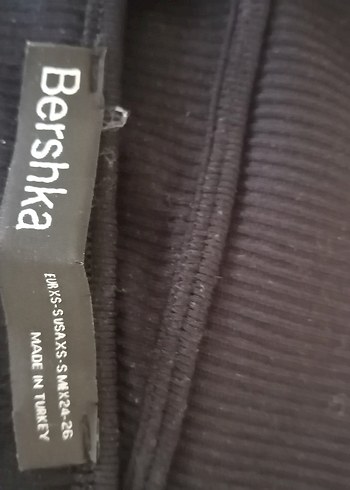 Bershka
EUR XS-S USA XS-S MEX 24-26
MADE IN TURKEY